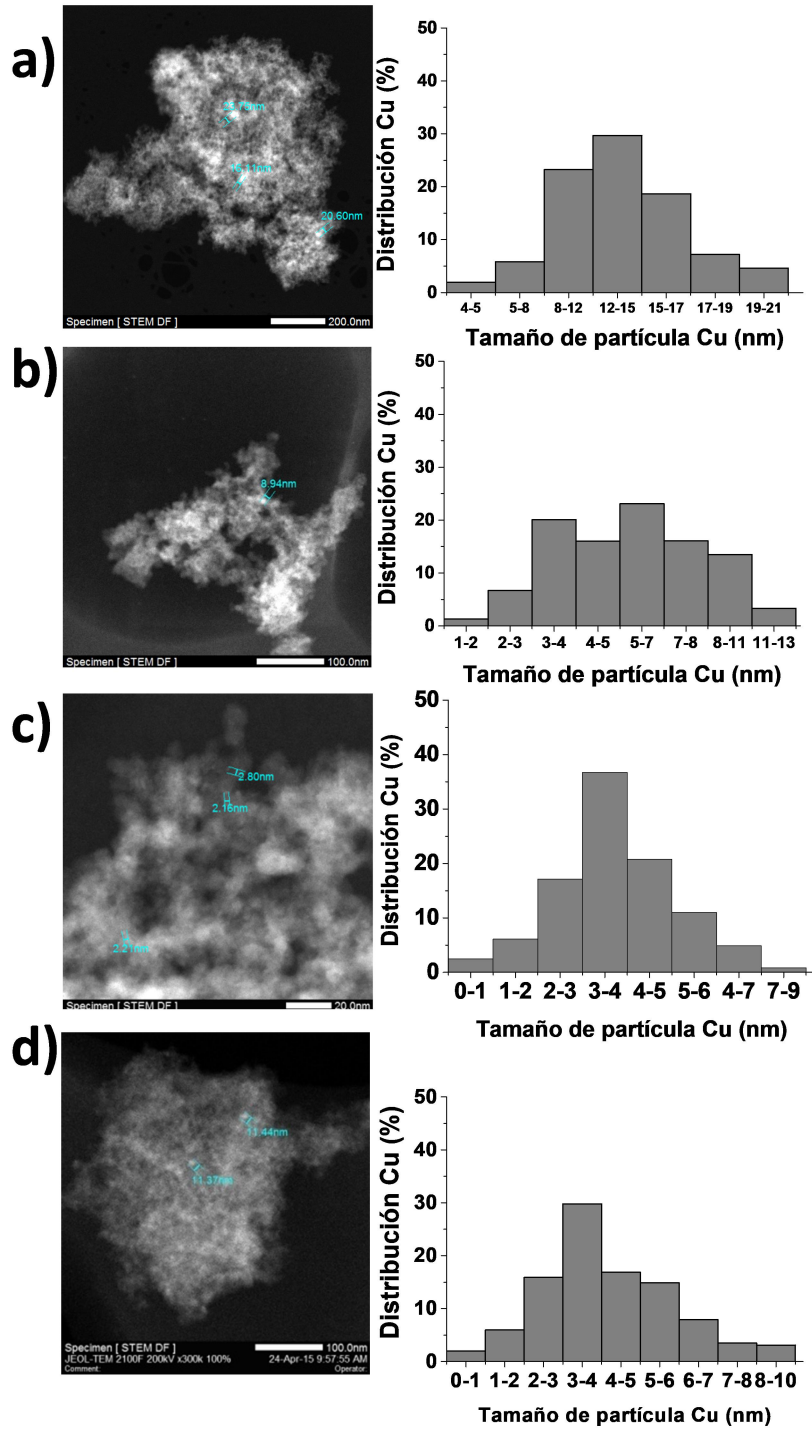 a)
20.60nm
Specimen [ STEM DF ] 200.0nm
Distribución Cu (%)
50
40
30
20
10
0
4-5 5-8 8-12 12-15 15-17 17-19 19-21
Tamaño de partícula Cu (nm)
b)
8.94nm
Specimen [ STEM DF ] 100.0nm
Distribución Cu (%)
50
40
30
20
10
0
1-2 2-3 3-4 4-5 5-7 7-8 8-11 11-13
Tamaño de partícula Cu (nm)
c)
2.80nm
2.16nm
2.21nm
Specimen [ STEM DF ] 20.0nm
Distribución Cu (%)
50
40
30
20
10
0
0-1 1-2 2-3 3-4 4-5 5-6 4-7 7-9
Tamaño de partícula Cu (nm)
d)
11.44nm
11.37nm
Specimen [ STEM DF ] 100.0nm
JEOL-TEM 2100F 200kV x300k 100% 24-Apr-15 9:57:55 AM
Comment: Operator:
Distribución Cu (%)
50
40
30
20
10
0
0-1 1-2 2-3 3-4 4-5 5-6 6-7 7-8 8-10
Tamaño de partícula Cu (nm)